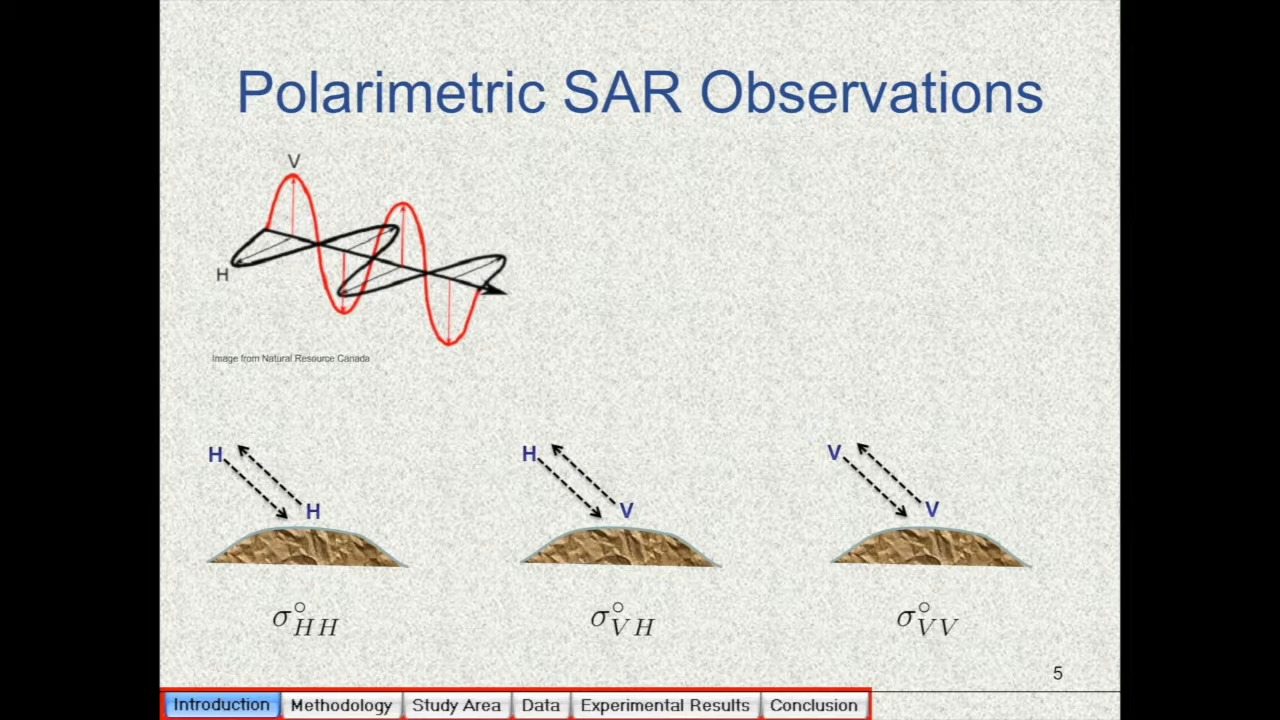 Polarimetric SAR Observations
V
H
Image from Natural Resource Canada
H H V
H V V
σ°HH σ°VH σ°VV
5
Introduction Methodology Study Area Data Experimental Results Conclusion